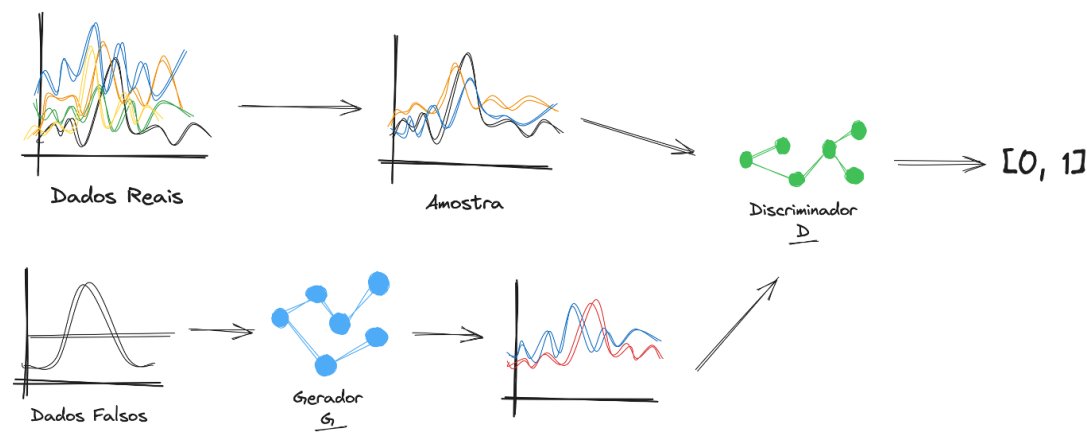 Dados Reais
Amostra
Discriminador
D
[0, 1]
Dados Falsos
Gerador
G